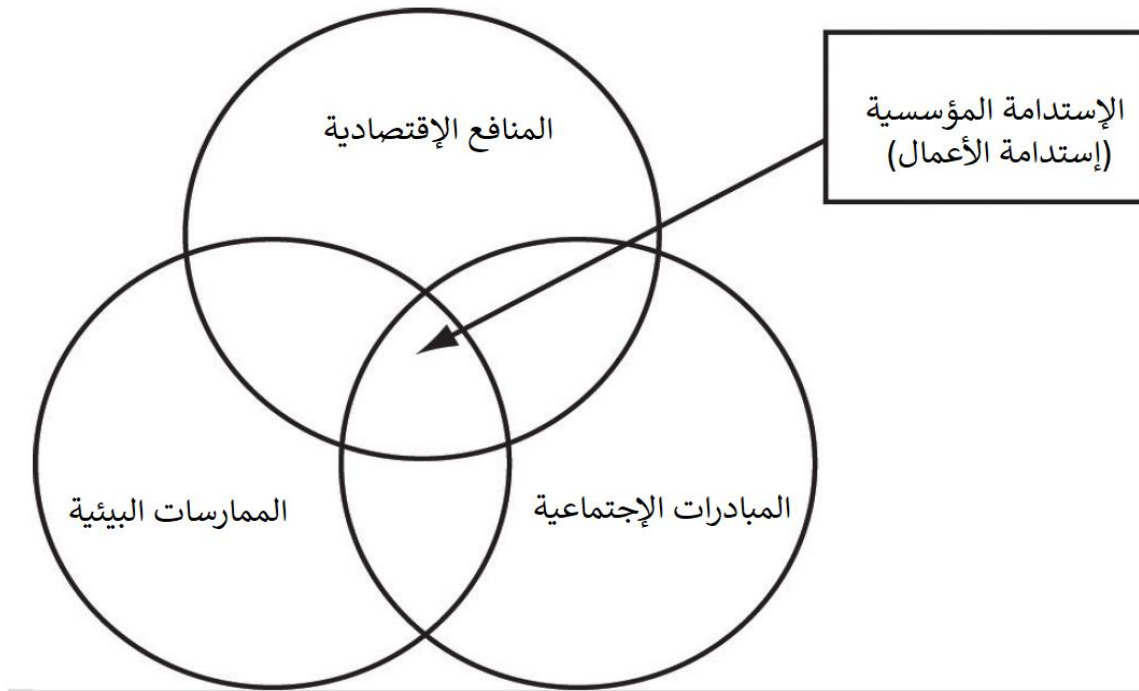 المنافع الإقتصادية
الإستدامة المؤسسية
(إستدامة الأعمال)
المبادرات الإجتماعية
الممارسات البيئية